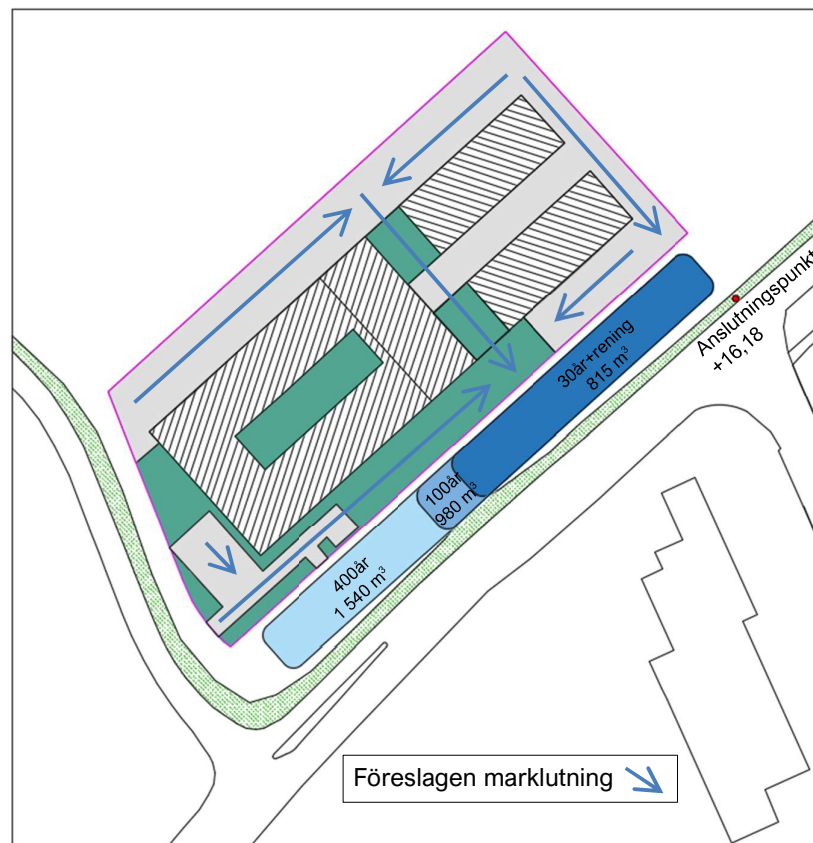 Anslutningspunkt
+16,18
30år+rening
815 m³
100år
980 m³
400år
1 540 m³
Föreslagen marklutning